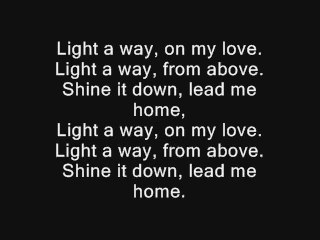 Light a way, on my love.
Light a way, from above.
Shine it down, lead me
home,
Light a way, on my love.
Light a way, from above.
Shine it down, lead me
home.